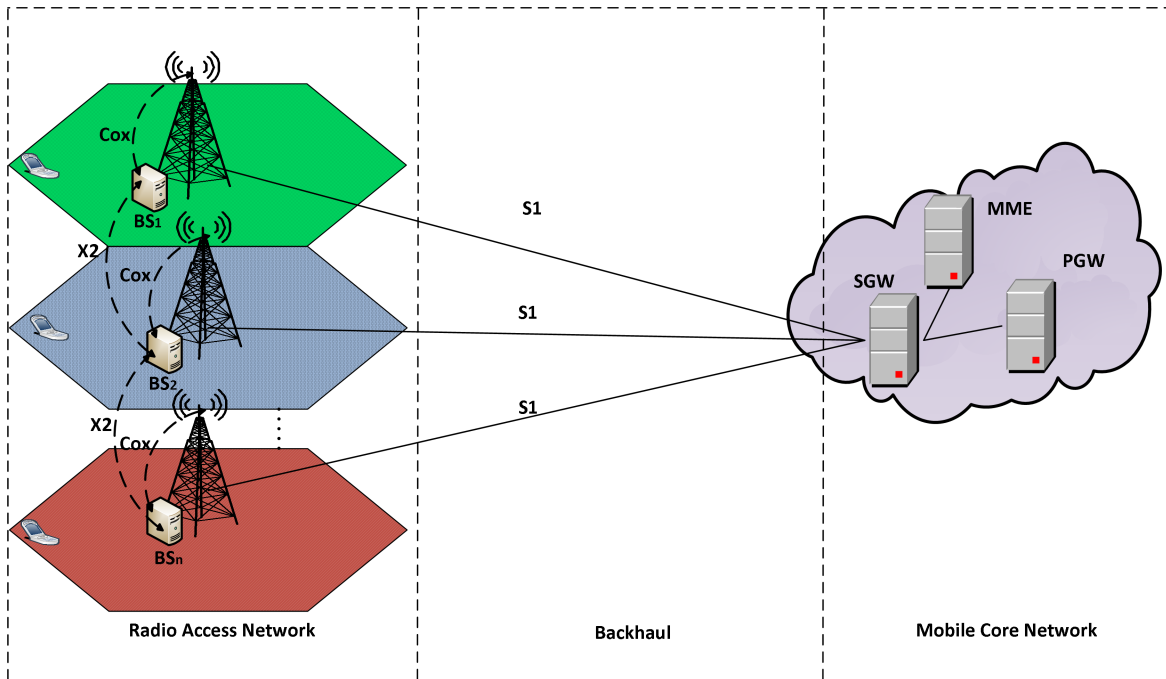 Cox
BS1
X2
Cox
BS2
X2
Cox
BSn
S1
S1
S1
MME
SGW
PGW
Radio Access Network
Backhaul
Mobile Core Network